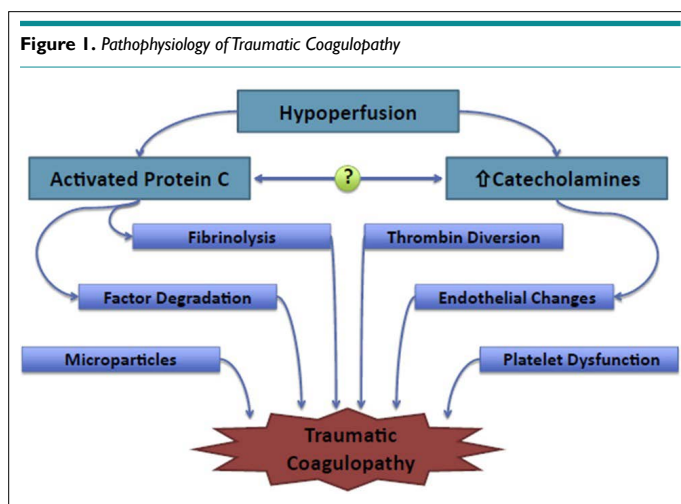 Figure 1. Pathophysiology of Traumatic Coagulopathy
Hypoperfusion
Activated Protein C
?
⇧Catecholamines
Fibrinolysis
Thrombin Diversion
Factor Degradation
Endothelial Changes
Microparticles
Platelet Dysfunction
Traumatic
Coagulopathy